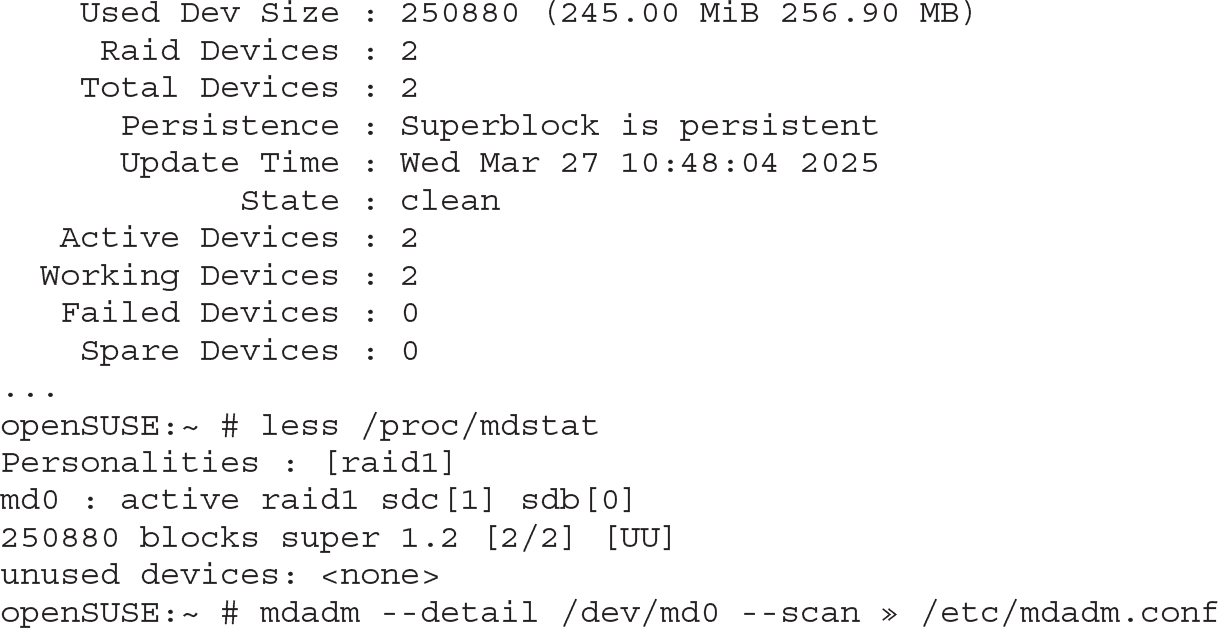 Used Dev Size : 250880 (245.00 MiB 256.90 MB)
Raid Devices : 2
Total Devices : 2
Persistence : Superblock is persistent
Update Time : Wed Mar 27 10:48:04 2025
State : clean
Active Devices : 2
Working Devices : 2
Failed Devices : 0
Spare Devices : 0
...
openSUSE:~ # less /proc/mdstat
Personalities : [raid1]
md0 : active raid1 sdc[1] sdb[0]
250880 blocks super 1.2 [2/2] [UU]
unused devices: <none>
openSUSE:~ # mdadm --detail /dev/md0 --scan » /etc/mdadm.conf